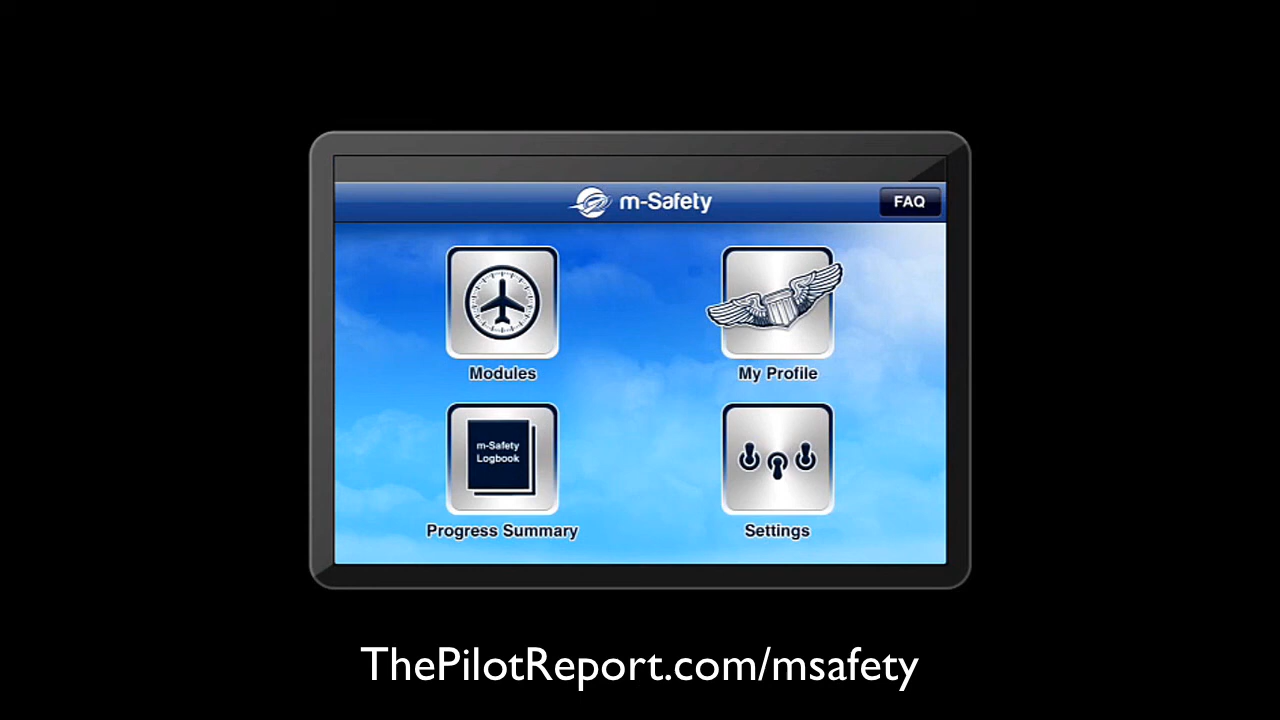 m-Safety
FAQ
Modules
My Profile
m-Safety
Logbook
Progress Summary
Settings
ThePilotReport.com/msafety